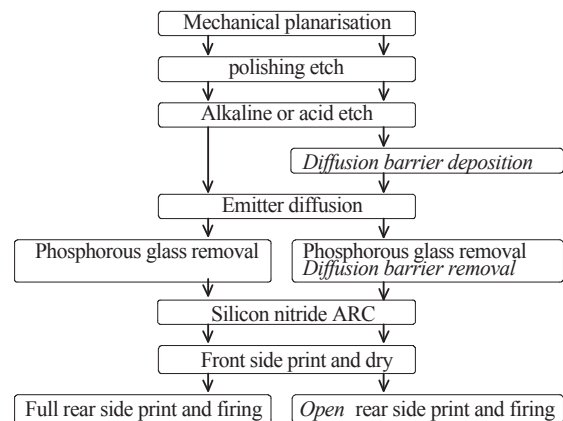 Mechanical planarisation
polishing etch
Alkaline or acid etch
Diffusion barrier deposition
Emitter diffusion
Phosphorous glass removal
Phosphorous glass removal
Diffusion barrier removal
Silicon nitride ARC
Front side print and dry
Full rear side print and firing
Open rear side print and firing